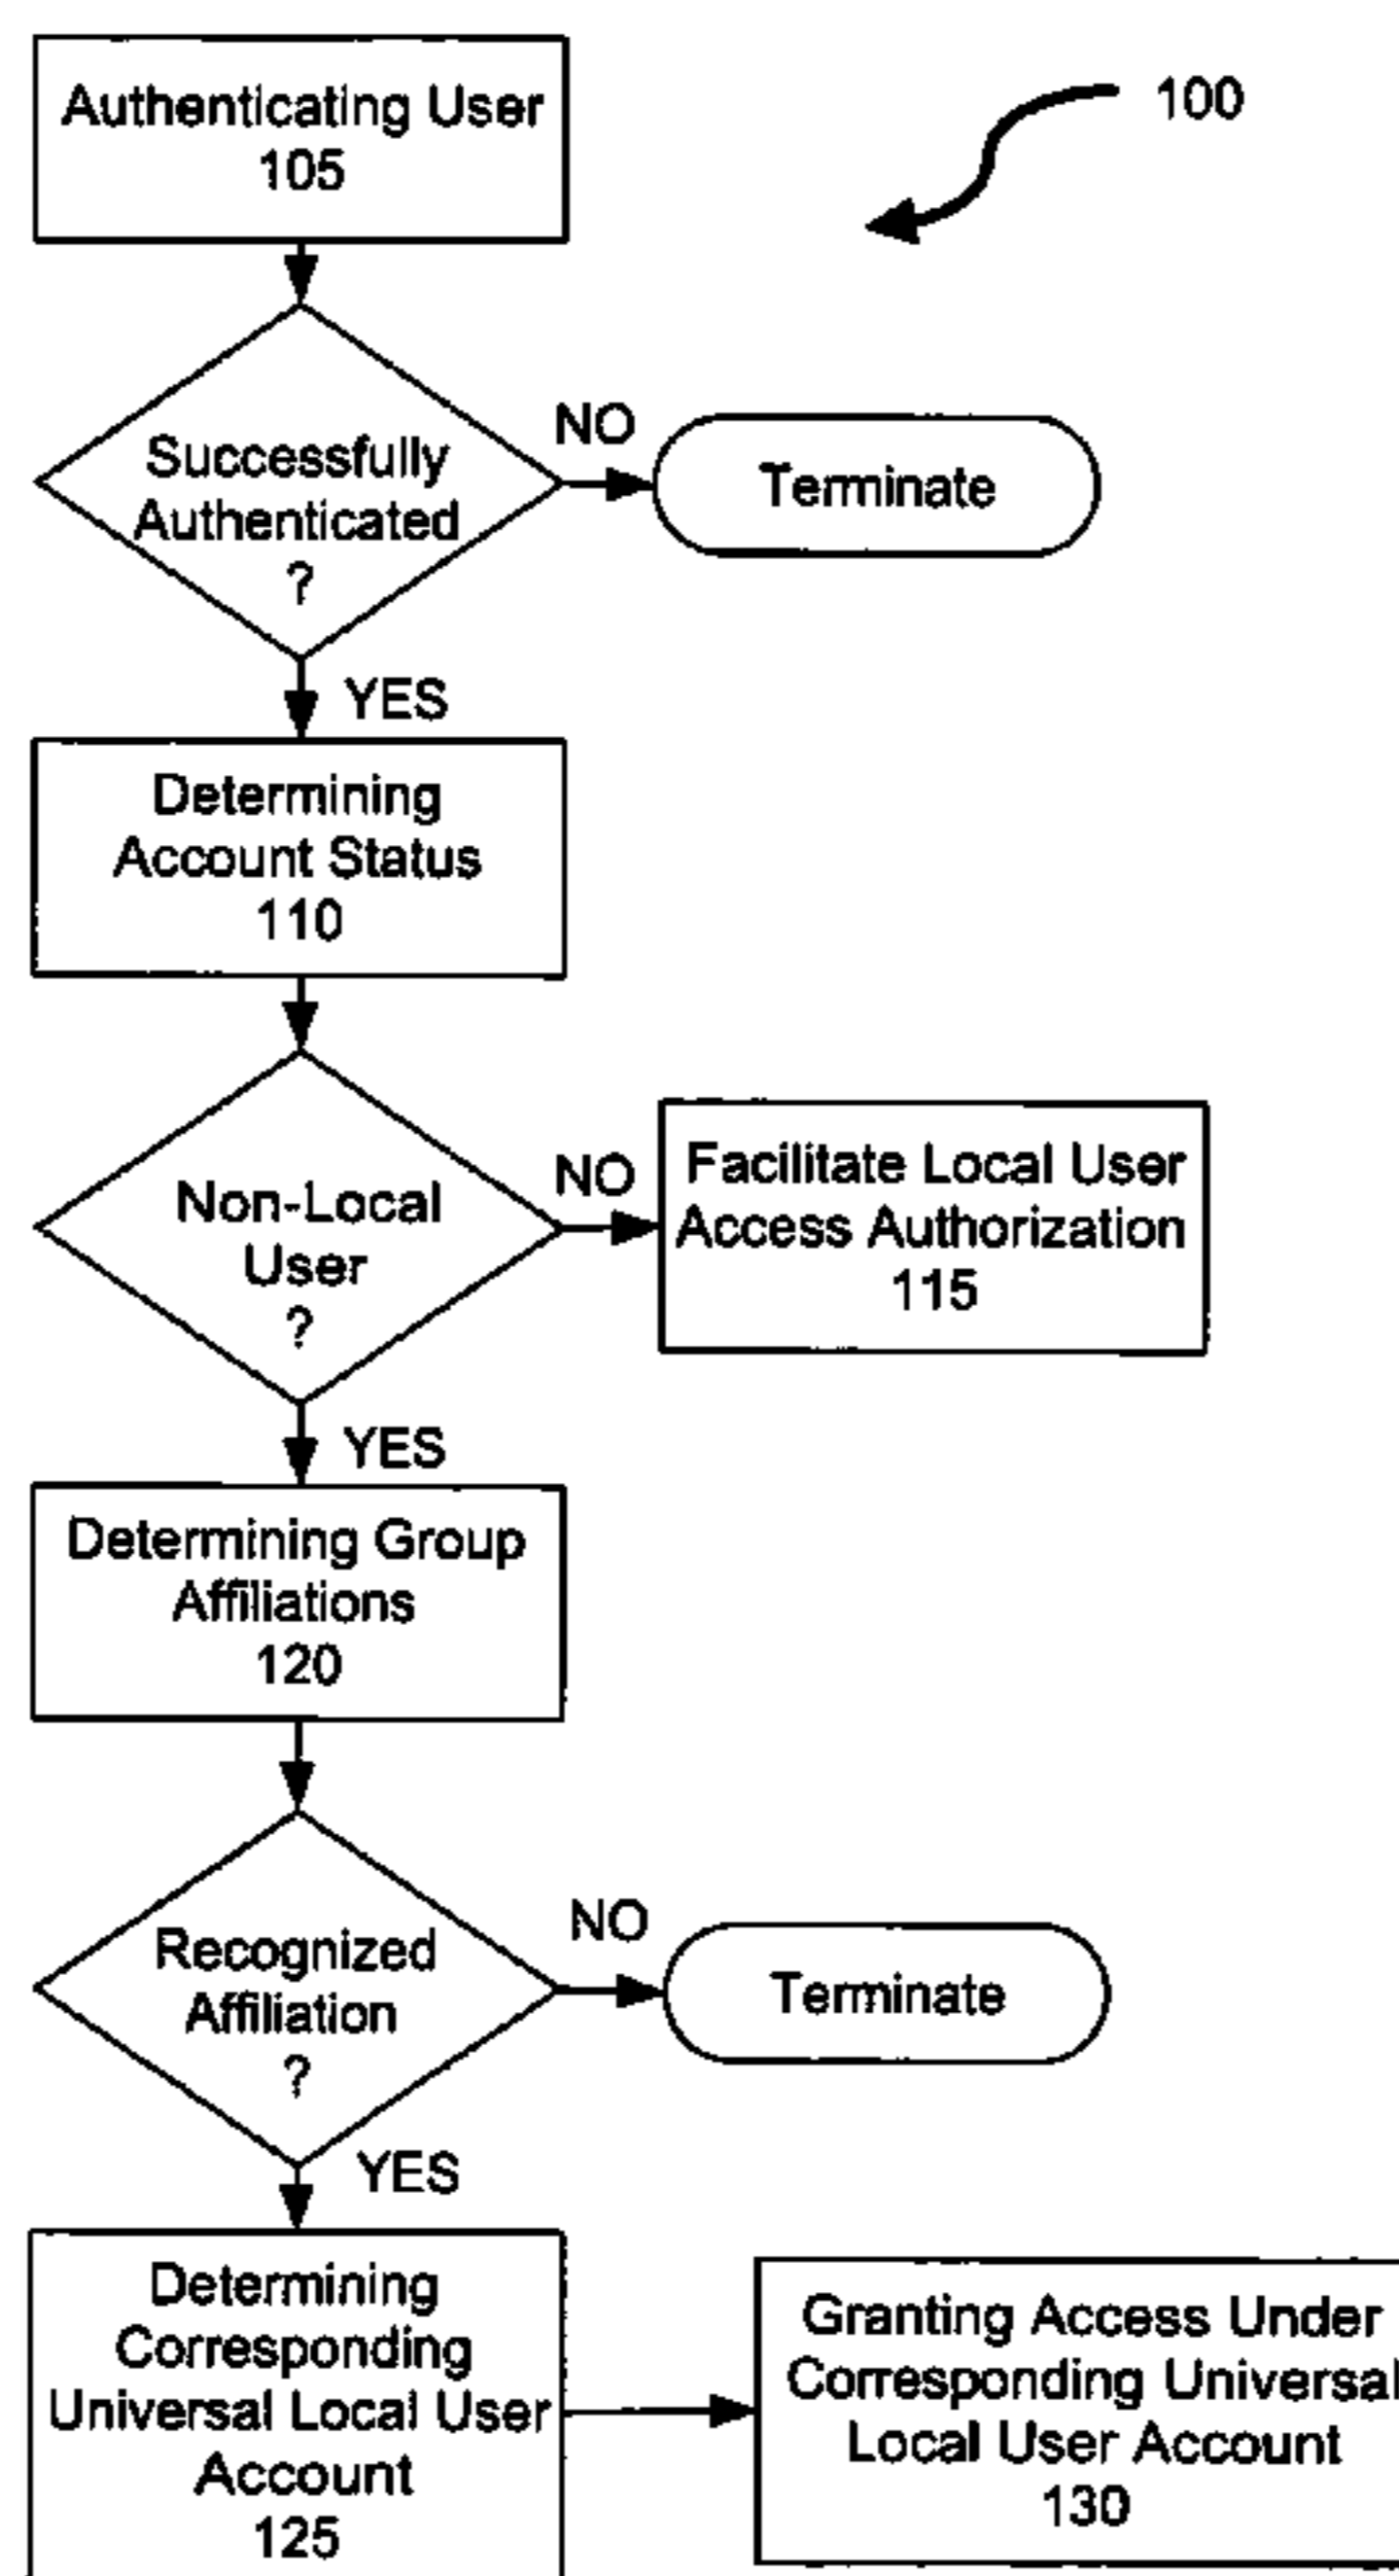 Authenticating User
105
100
Successfully
Authenticated
?
NO
Terminate
YES
Determining
Account Status
110
Non-Local
User
?
NO
Facilitate Local User
Access Authorization
115
YES
Determining Group
Affiliations
120
Recognized
Affiliation
?
NO
Terminate
YES
Determining
Corresponding
Universal Local User
Account
125
Granting Access Under
Corresponding Universal
Local User Account
130